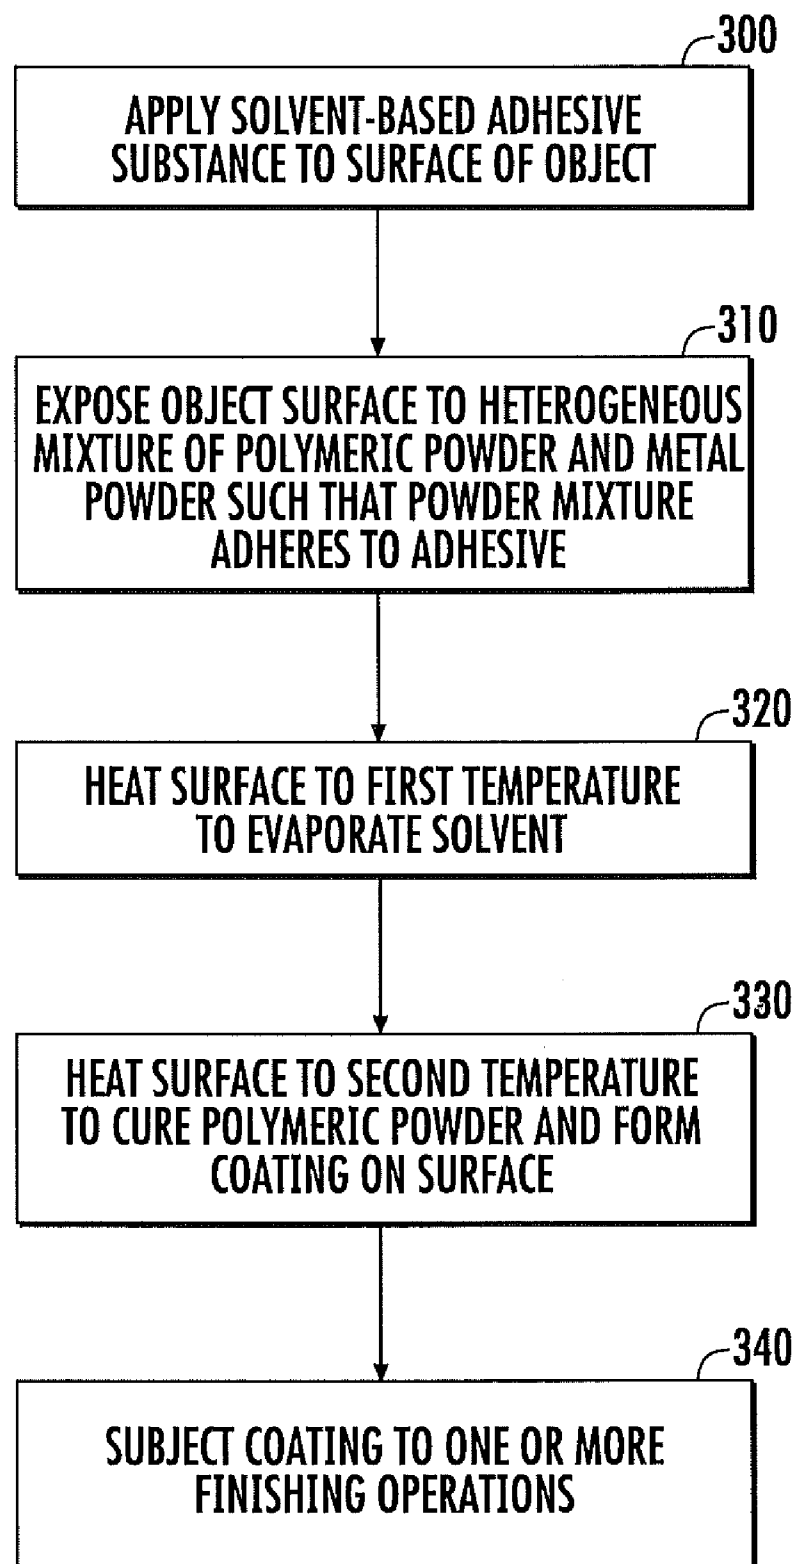 300
APPLY SOLVENT-BASED ADHESIVE
SUBSTANCE TO SURFACE OF OBJECT
310
EXPOSE OBJECT SURFACE TO HETEROGENEOUS
MIXTURE OF POLYMERIC POWDER AND METAL
POWDER SUCH THAT POWDER MIXTURE
ADHERES TO ADHESIVE
320
HEAT SURFACE TO FIRST TEMPERATURE
TO EVAPORATE SOLVENT
330
HEAT SURFACE TO SECOND TEMPERATURE
TO CURE POLYMERIC POWDER AND FORM
COATING ON SURFACE
340
SUBJECT COATING TO ONE OR MORE
FINISHING OPERATIONS